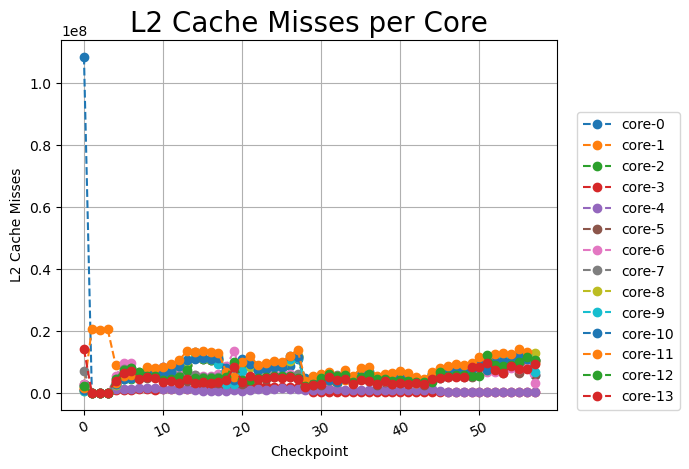 L2 Cache Misses per Core
1e8
1.0
0.8
0.6
0.4
0.2
0.0
L2 Cache Misses
0
10
20
30
40
50
Checkpoint
core-0
core-1
core-2
core-3
core-4
core-5
core-6
core-7
core-8
core-9
core-10
core-11
core-12
core-13